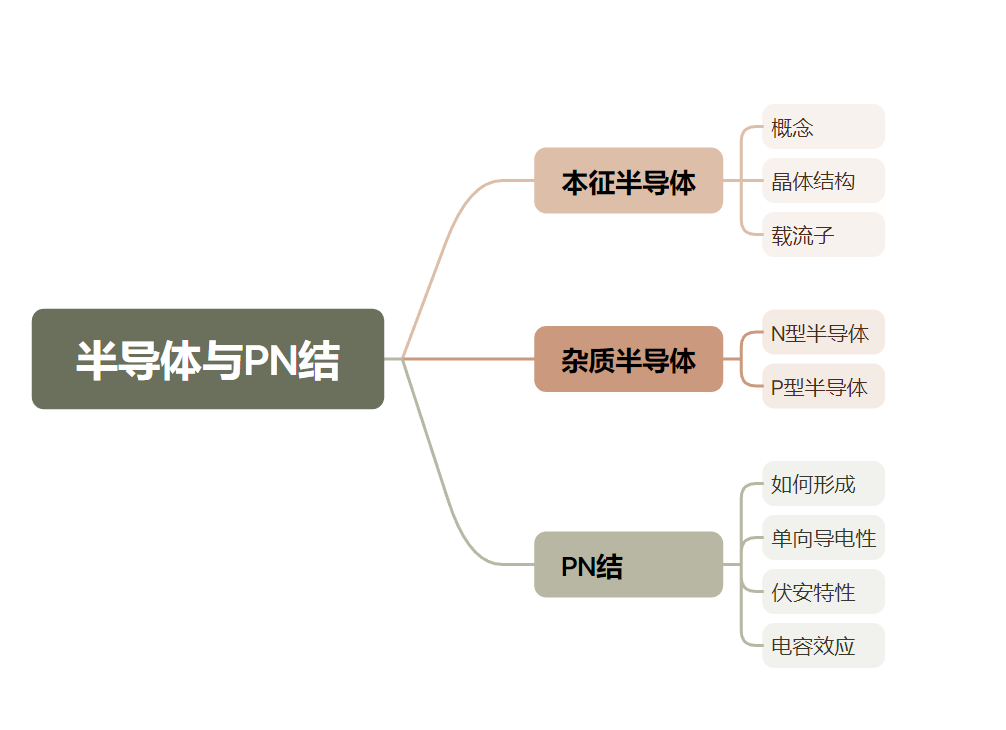 半导体与PN结
本征半导体
概念
晶体结构
载流子
杂质半导体
N型半导体
P型半导体
PN结
如何形成
单向导电性
伏安特性
电容效应